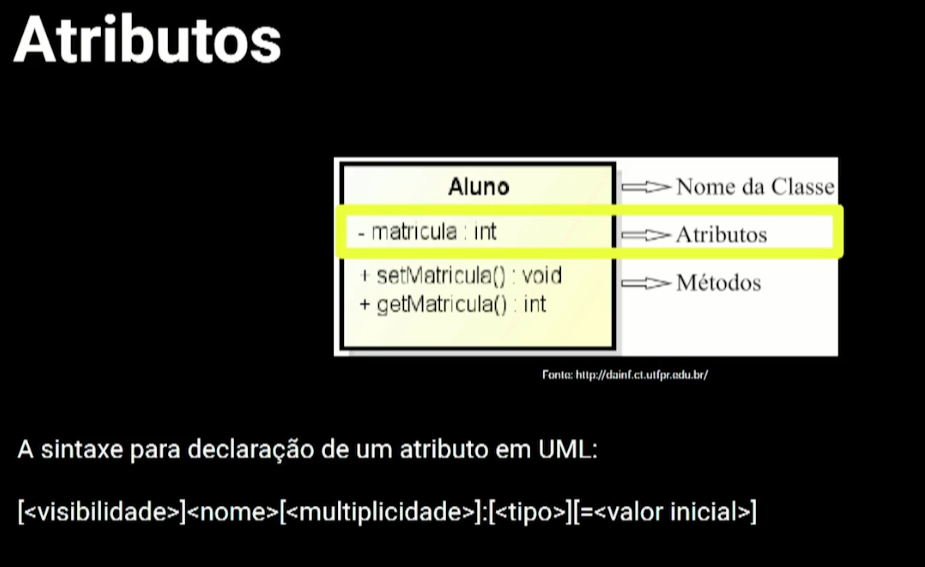 Atributos
Aluno
Nome da Classe
- matricula : int
Atributos
+ setMatricula() : void
Métodos
+ getMatricula() : int
Fonte: http://dainf.ct.utfpr.edu.br/
A sintaxe para declaração de um atributo em UML:
[<visibilidade>]<nome>[<multiplicidade>]:[<tipo>][=<valor inicial>]